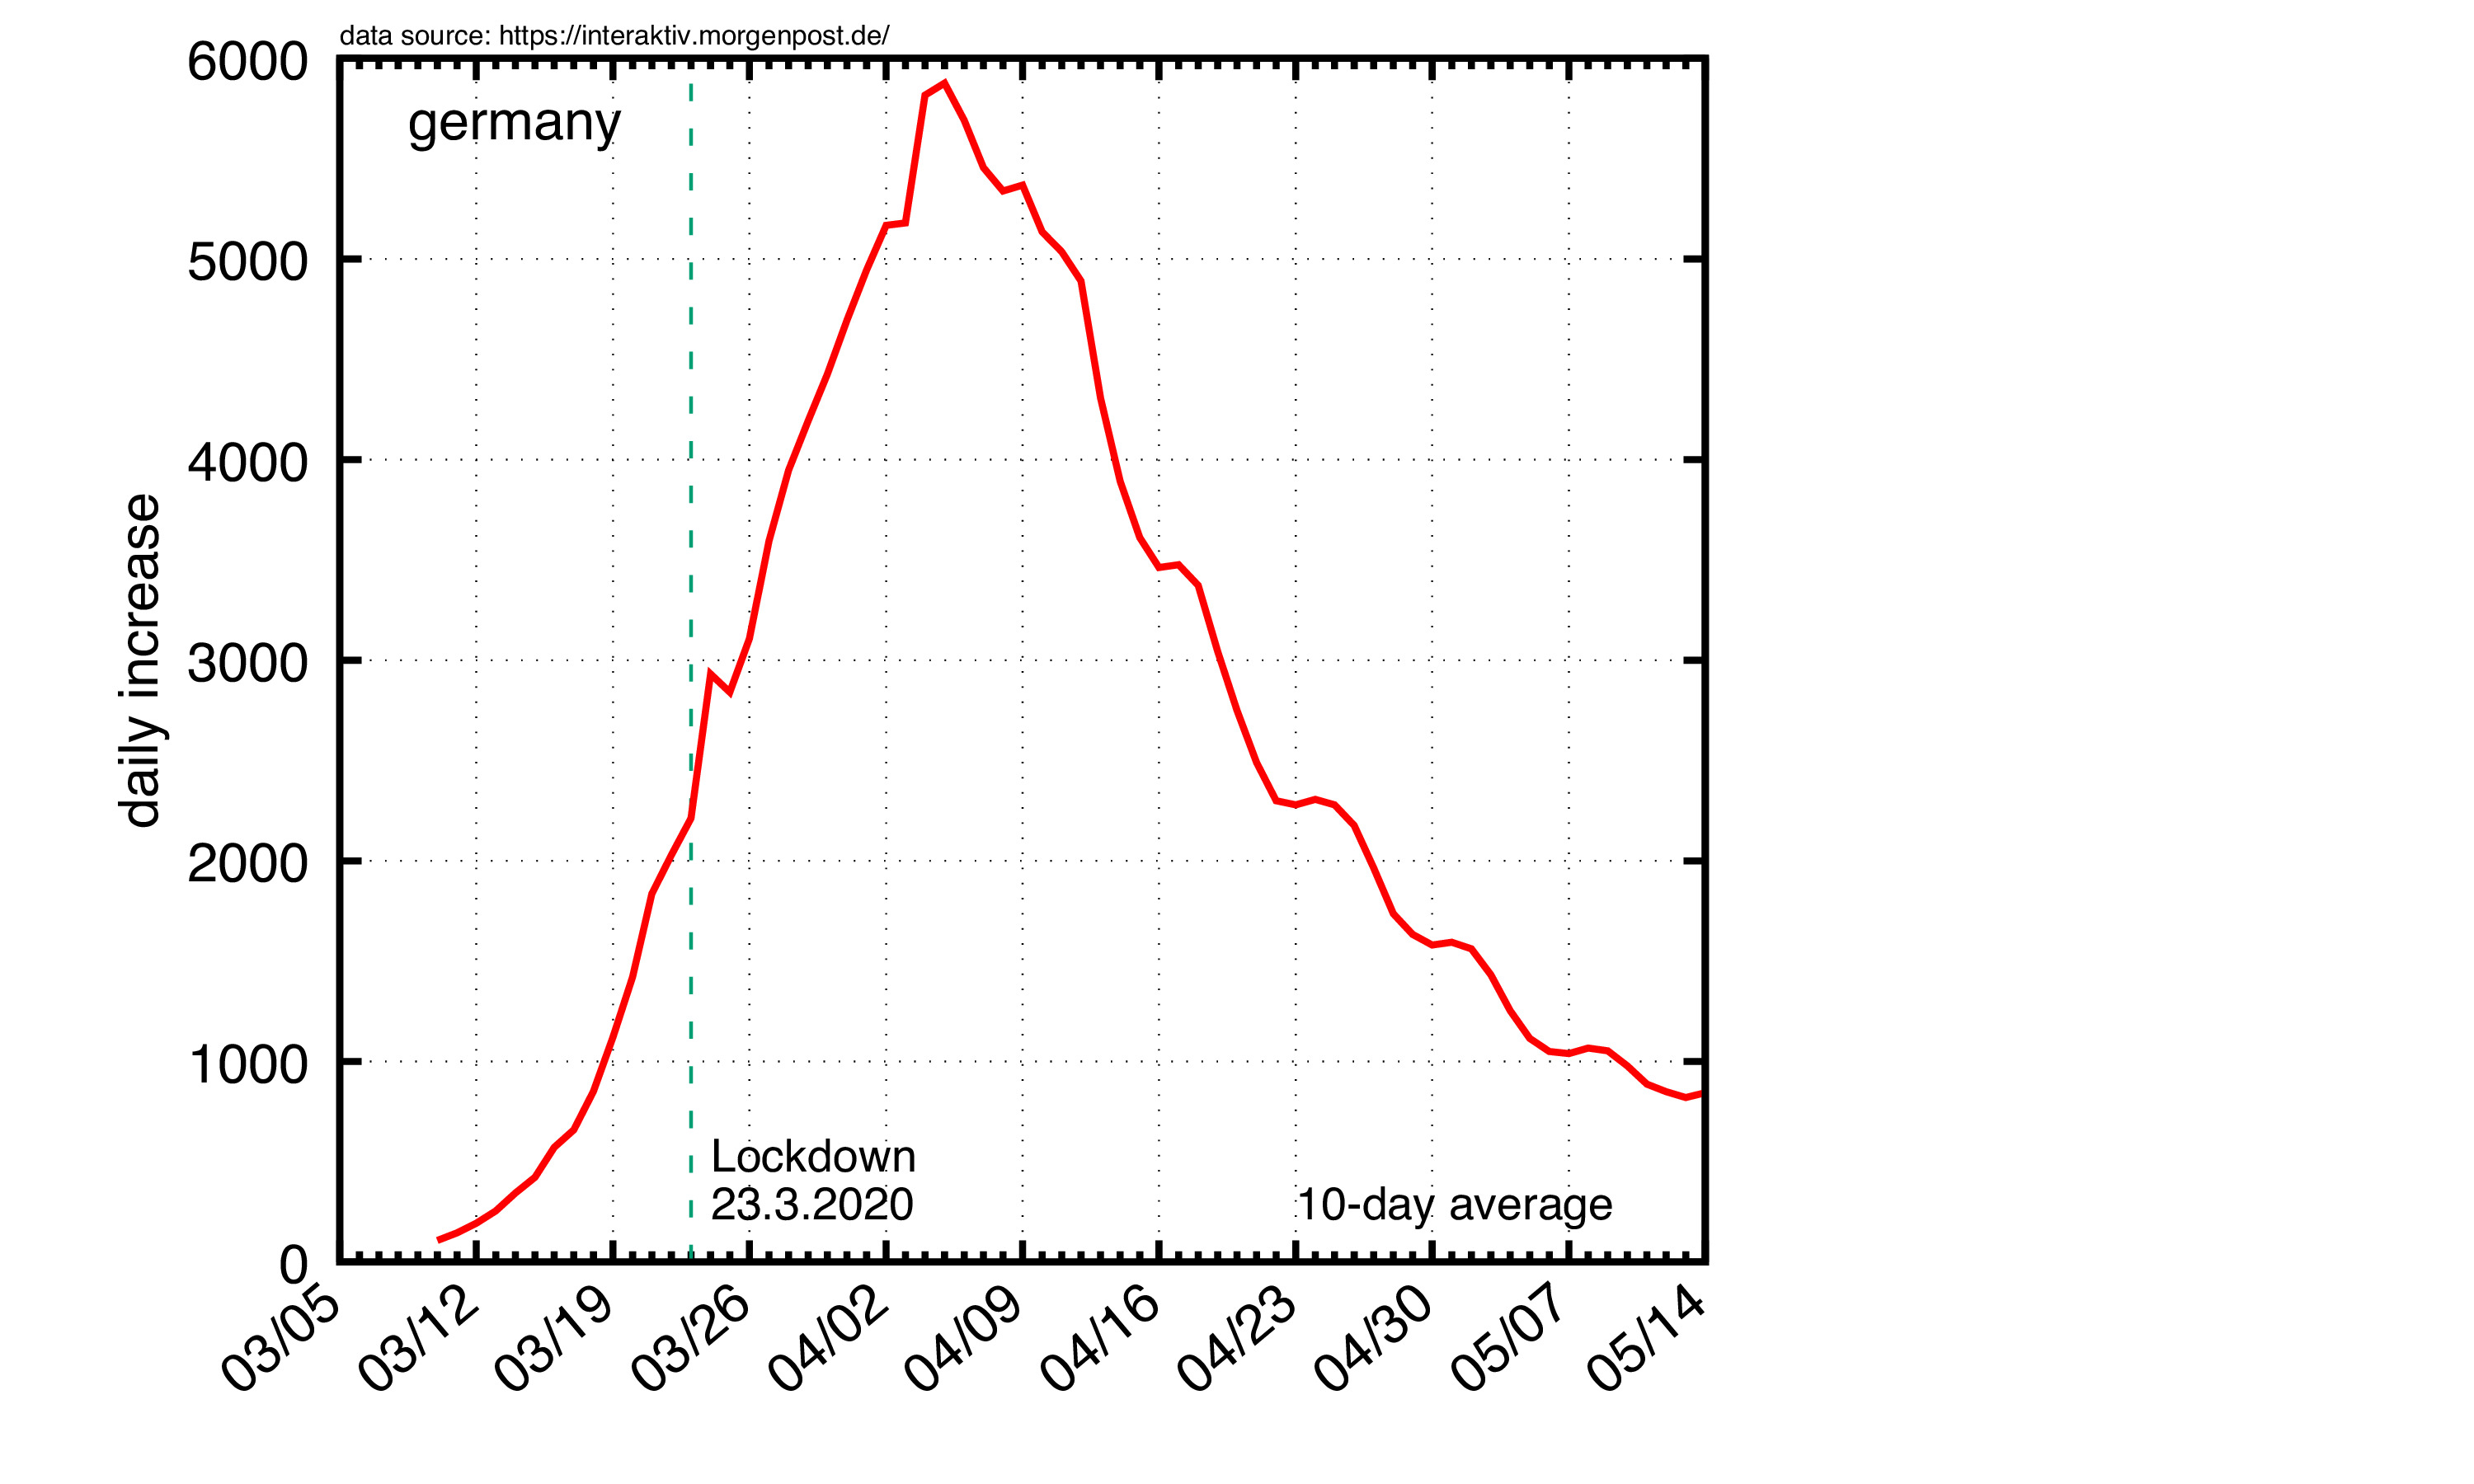 data source: https://interaktiv.morgenpost.de/
6000
germany
5000
4000
daily increase
3000
2000
1000
Lockdown
23.3.2020
10-day average
0
03/05 03/12 03/19 03/26 04/02 04/09 04/16 04/23 04/30 05/07 05/14